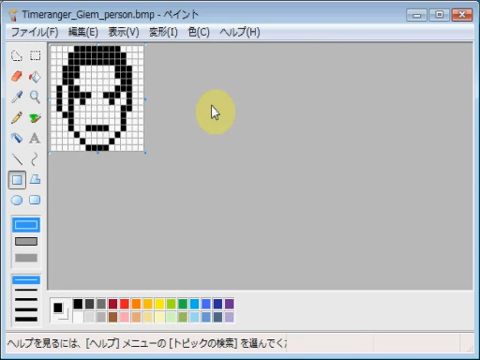 Timeranger_Giem_person.bmp - ペイント
ファイル(F) 編集(E) 表示(V) 変形(I) 色(C) ヘルプ(H)
A
ヘルプを見るには、[ヘルプ] メニューの [トピックの検索] を選んでくだ